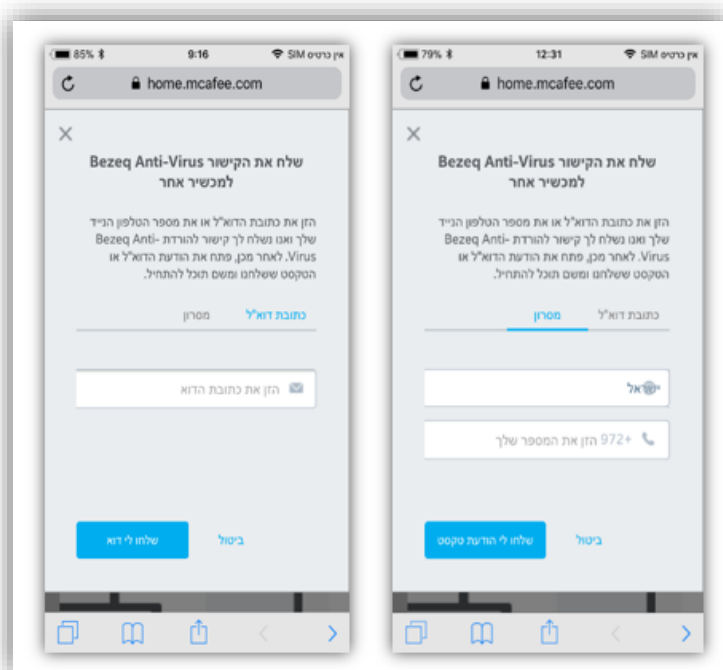 אין כרטיס SIM 9:16 85%
home.mcafee.com
שלח את הקישור Bezeq Anti-Virus
למכשיר אחר
הזן את כתובת הדוא"ל או את מספר הטלפון הנייד
שלך ואנו נשלח לך קישור להורדת Bezeq Anti-
Virus. לאחר מכן, פתח את הודעת הדוא"ל או
הטקסט ששלחנו ומשם תוכל להתחיל.
כתובת דוא"ל מסרון
הזן את כתובת הדוא
ביטול שלחו לי דוא
אין כרטיס SIM 12:31 79%
home.mcafee.com
שלח את הקישור Bezeq Anti-Virus
למכשיר אחר
הזן את כתובת הדוא"ל או את מספר הטלפון הנייד
שלך ואנו נשלח לך קישור להורדת Bezeq Anti-
Virus. לאחר מכן, פתח את הודעת הדוא"ל או
הטקסט ששלחנו ומשם תוכל להתחיל.
כתובת דוא"ל מסרון
ישראל
+972 הזן את המספר שלך
ביטול שלחו לי הודעת טקסט